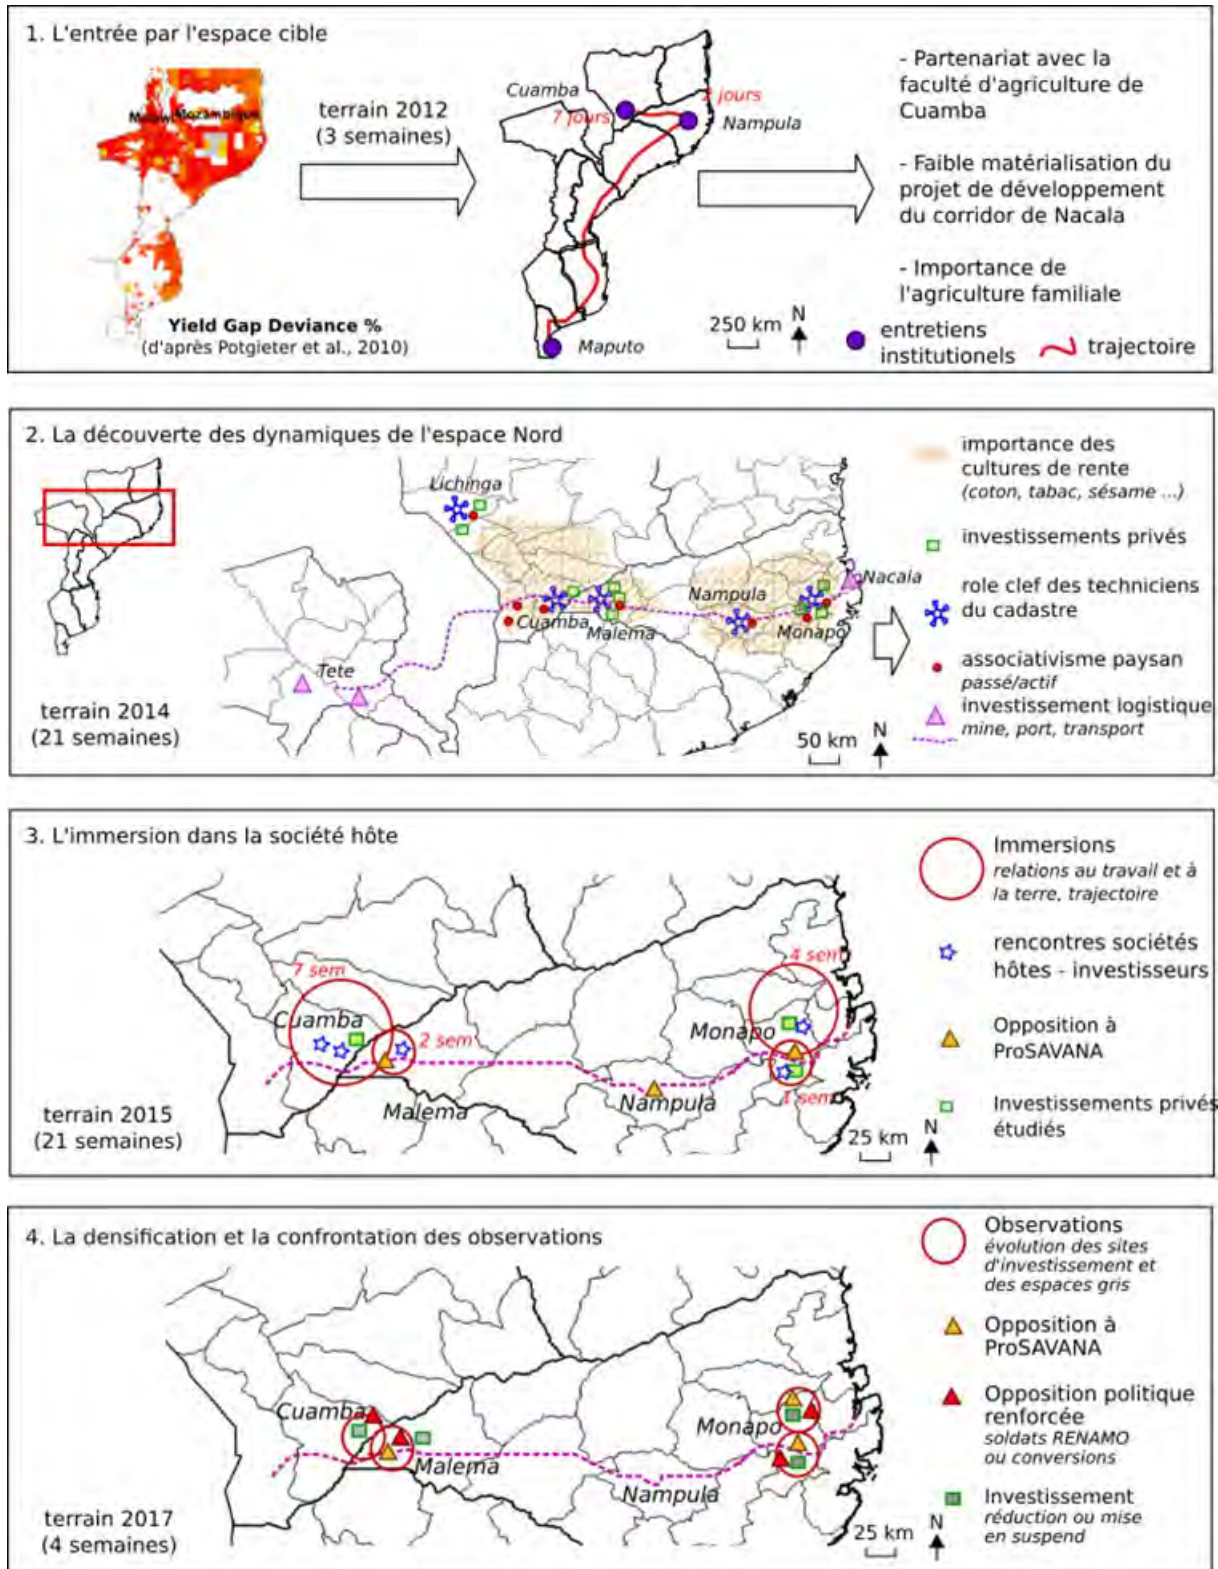 1. L'entrée par l'espace cible
Mozambique
Yield Gap Deviance %
(d'après Potgieter et al., 2010)
terrain 2012
(3 semaines)
Cuamba
7 jours
2 jours
Nampula
Maputo
250 km
N
- Partenariat avec la
faculté d'agriculture de
Cuamba
- Faible matérialisation du
projet de développement
du corridor de Nacala
- Importance de
l'agriculture familiale
entretiens
institutionels
trajectoire
2. La découverte des dynamiques de l'espace Nord
terrain 2014
(21 semaines)
Lichinga
Cuamba
Malema
Nampula
Monapo
Nacala
Tete
50 km
N
importance des
cultures de rente
(coton, tabac, sésame ...)
investissements privés
role clef des techniciens
du cadastre
associativisme paysan
passé/actif
investissement logistique
mine, port, transport
3. L'immersion dans la société hôte
terrain 2015
(21 semaines)
7 sem
Cuamba
2 sem
Malema
Nampula
4 sem
Monapo
1 sem
25 km
N
Immersions
relations au travail et à
la terre, trajectoire
rencontres sociétés
hôtes - investisseurs
Opposition à
ProSAVANA
Investissements privés
étudiés
4. La densification et la confrontation des observations
terrain 2017
(4 semaines)
Cuamba
Malema
Nampula
Monapo
25 km
N
Observations
évolution des sites
d'investissement et
des espaces gris
Opposition à
ProSAVANA
Opposition politique
renforcée
soldats RENAMO
ou conversions
Investissement
réduction ou mise
en suspend